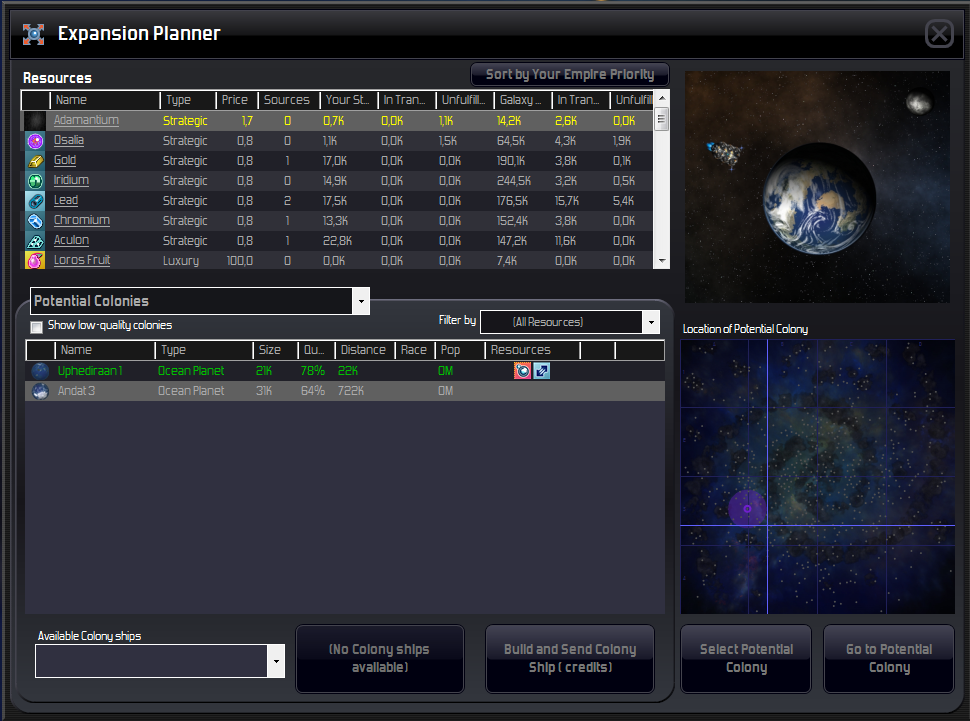 Expansion Planner
Resources
Sort by Your Empire Priority
Name Type Price Sources Your St... In Tran... Unfulfill... Galaxy ... In Tran... Unfulfill
Adamantium Strategic 1,7 0 0,7K 0,0K 1,1K 14,2K 2,6K 0,0K
Osalia Strategic 0,8 0 1,1K 0,0K 1,5K 64,5K 4,3K 1,9K
Gold Strategic 0,8 1 17,0K 0,0K 0,0K 190,1K 3,8K 0,1K
Iridium Strategic 0,8 0 14,9K 0,0K 0,0K 244,5K 3,2K 0,5K
Lead Strategic 0,8 2 17,5K 0,0K 0,0K 176,5K 15,7K 5,4K
Chromium Strategic 0,8 1 13,3K 0,0K 0,0K 152,4K 3,8K 0,0K
Aculon Strategic 0,8 1 22,8K 0,0K 0,0K 147,2K 11,6K 0,0K
Loros Fruit Luxury 100,0 0 0,0K 0,0K 0,0K 7,4K 0,0K 0,0K
Potential Colonies
Show low-quality colonies
Filter by (All Resources)
Name Type Size Qu... Distance Race Pop Resources
Uphediraan 1 Ocean Planet 21K 78% 22K 0M
Andat 3 Ocean Planet 31K 64% 722K 0M
Location of Potential Colony
Available Colony ships
(No Colony ships
available)
Build and Send Colony
Ship ( credits)
Select Potential
Colony
Go to Potential
Colony